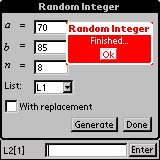 Random Integer
a = 70
b = 85
n = 8
Random Integer
Finished...
Ok
List: L1
With replacement
Generate Done
L2[1] Enter